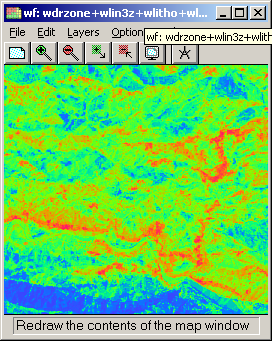 wf: wdrzone+wlin3z+wlitho+wl...
File Edit Layers Option
wf: wdrzone+wlin3z+wlith
Redraw the contents of the map window